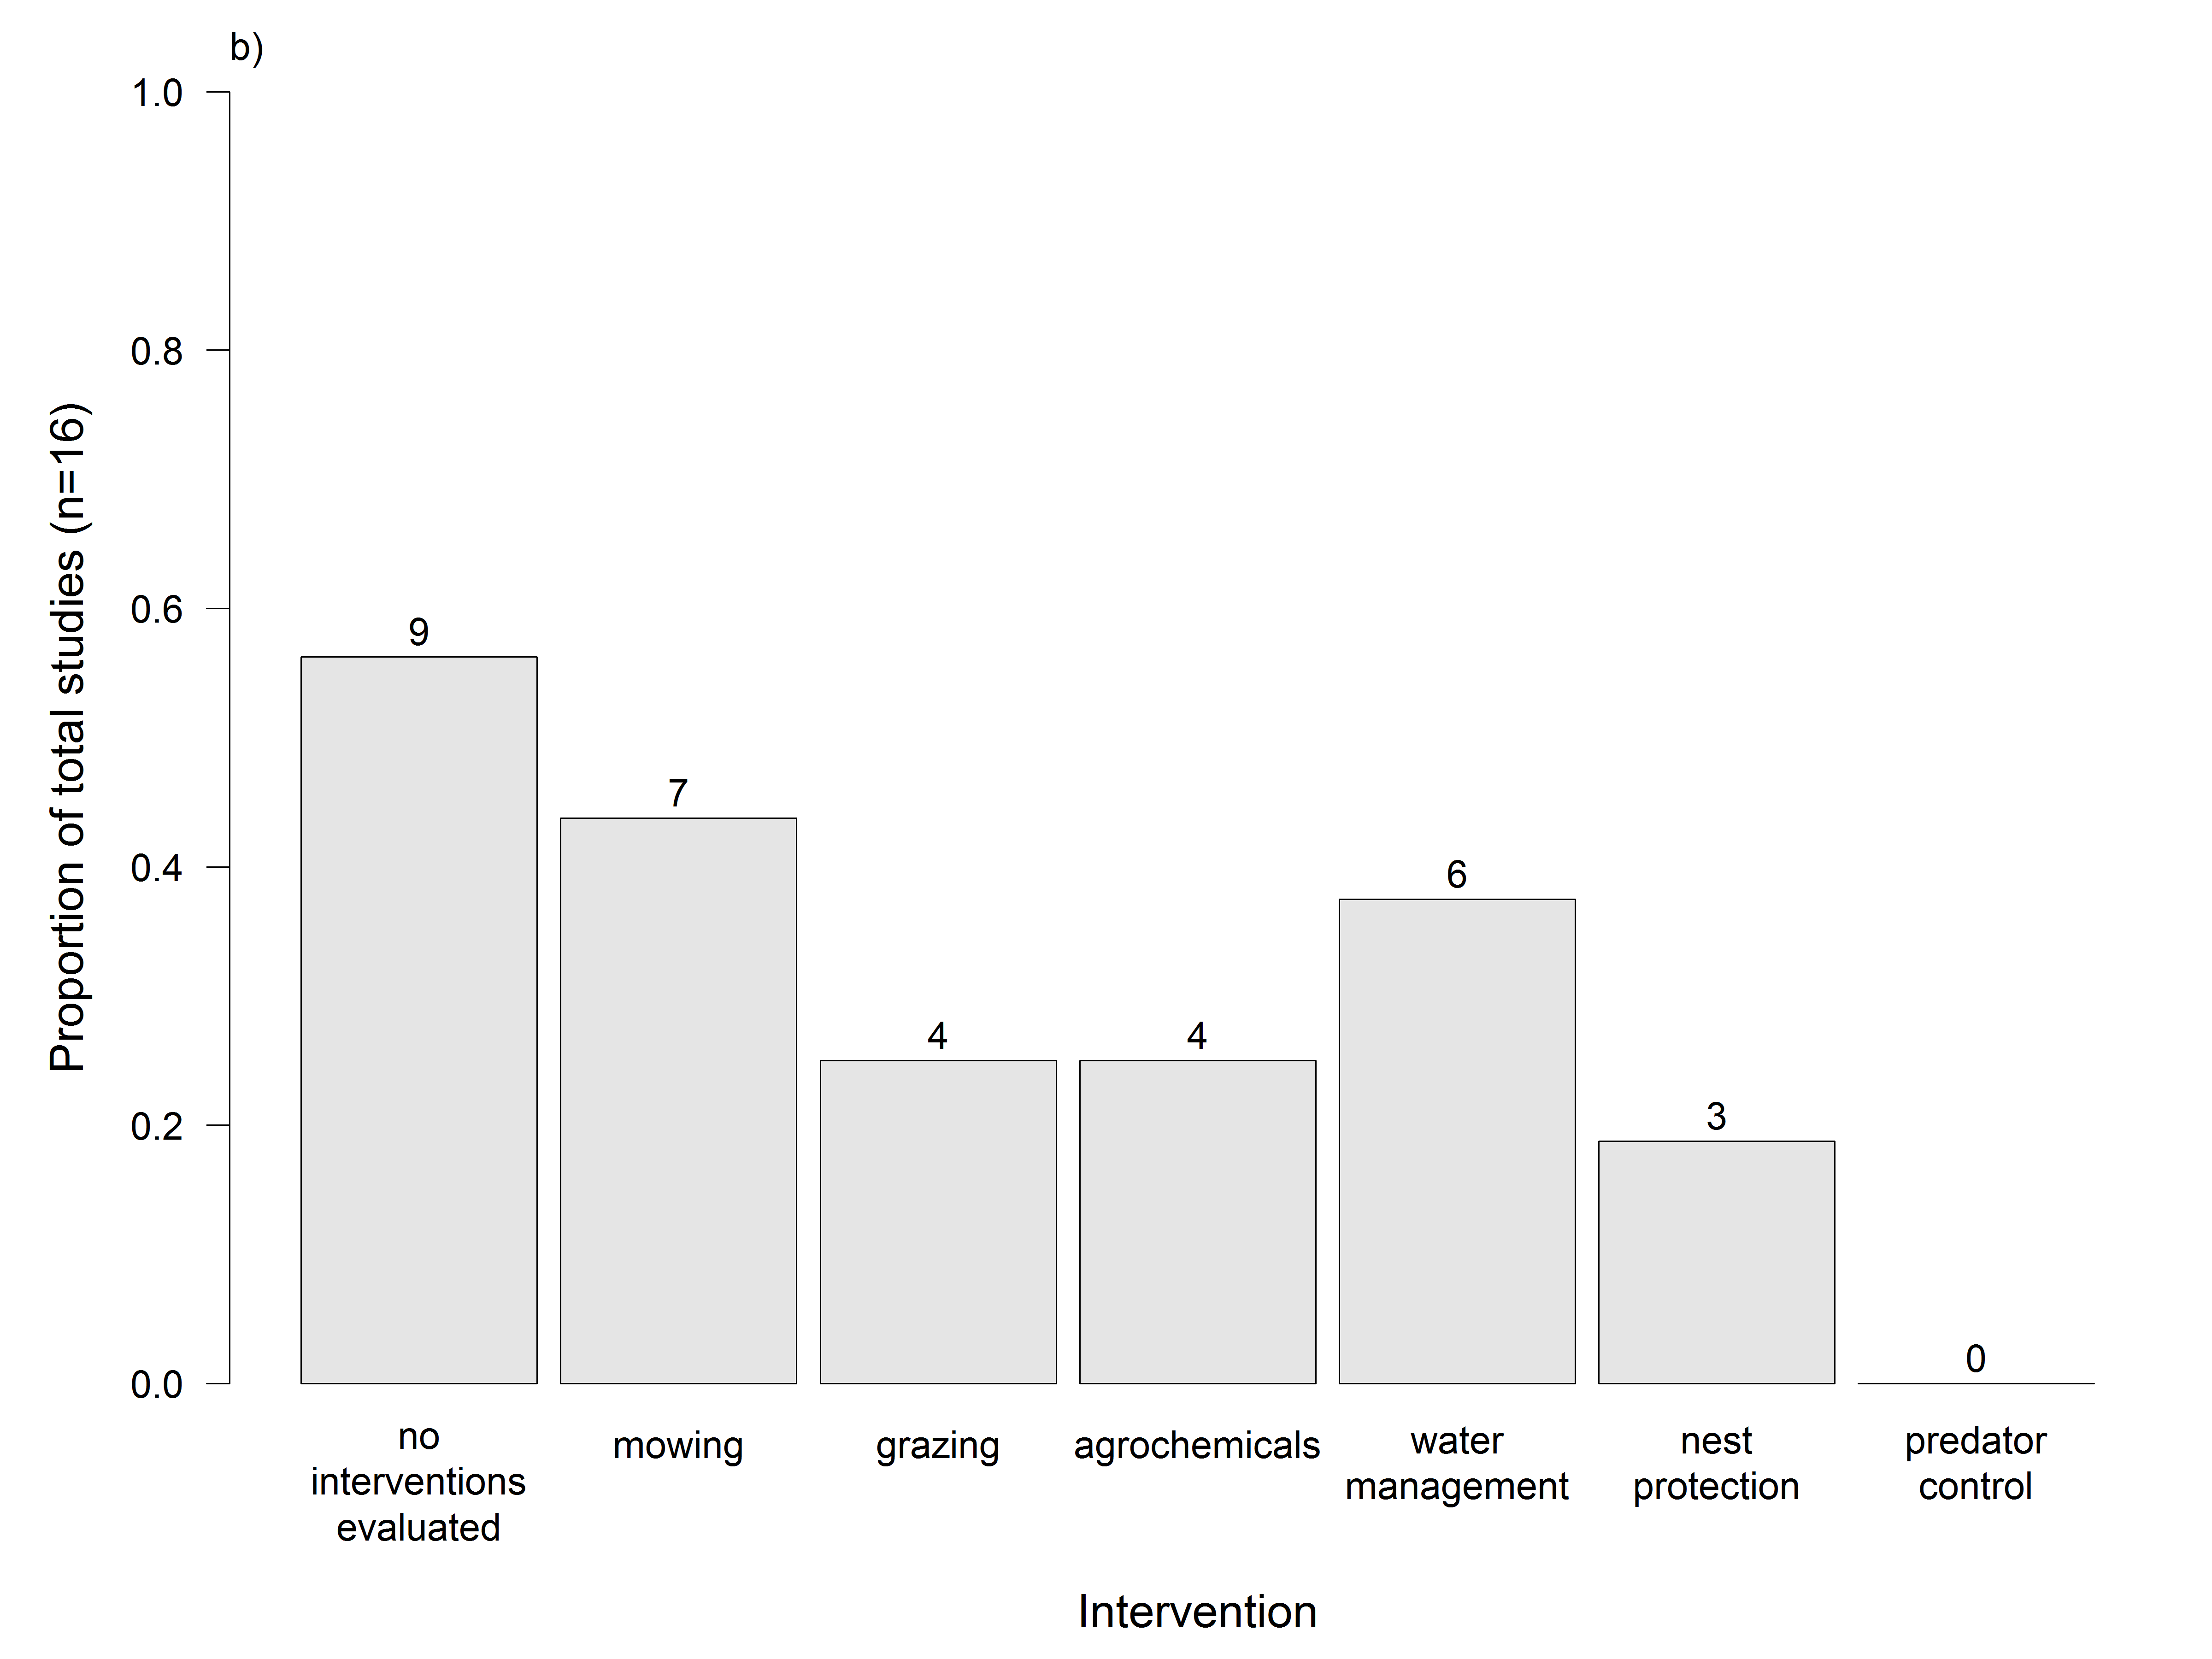 b)
1.0
0.8
0.6
0.4
0.2
0.0
Proportion of total studies (n=16)
9
7
4
4
6
3
0
no
interventions
evaluated
mowing
grazing
agrochemicals
water
management
nest
protection
predator
control
Intervention